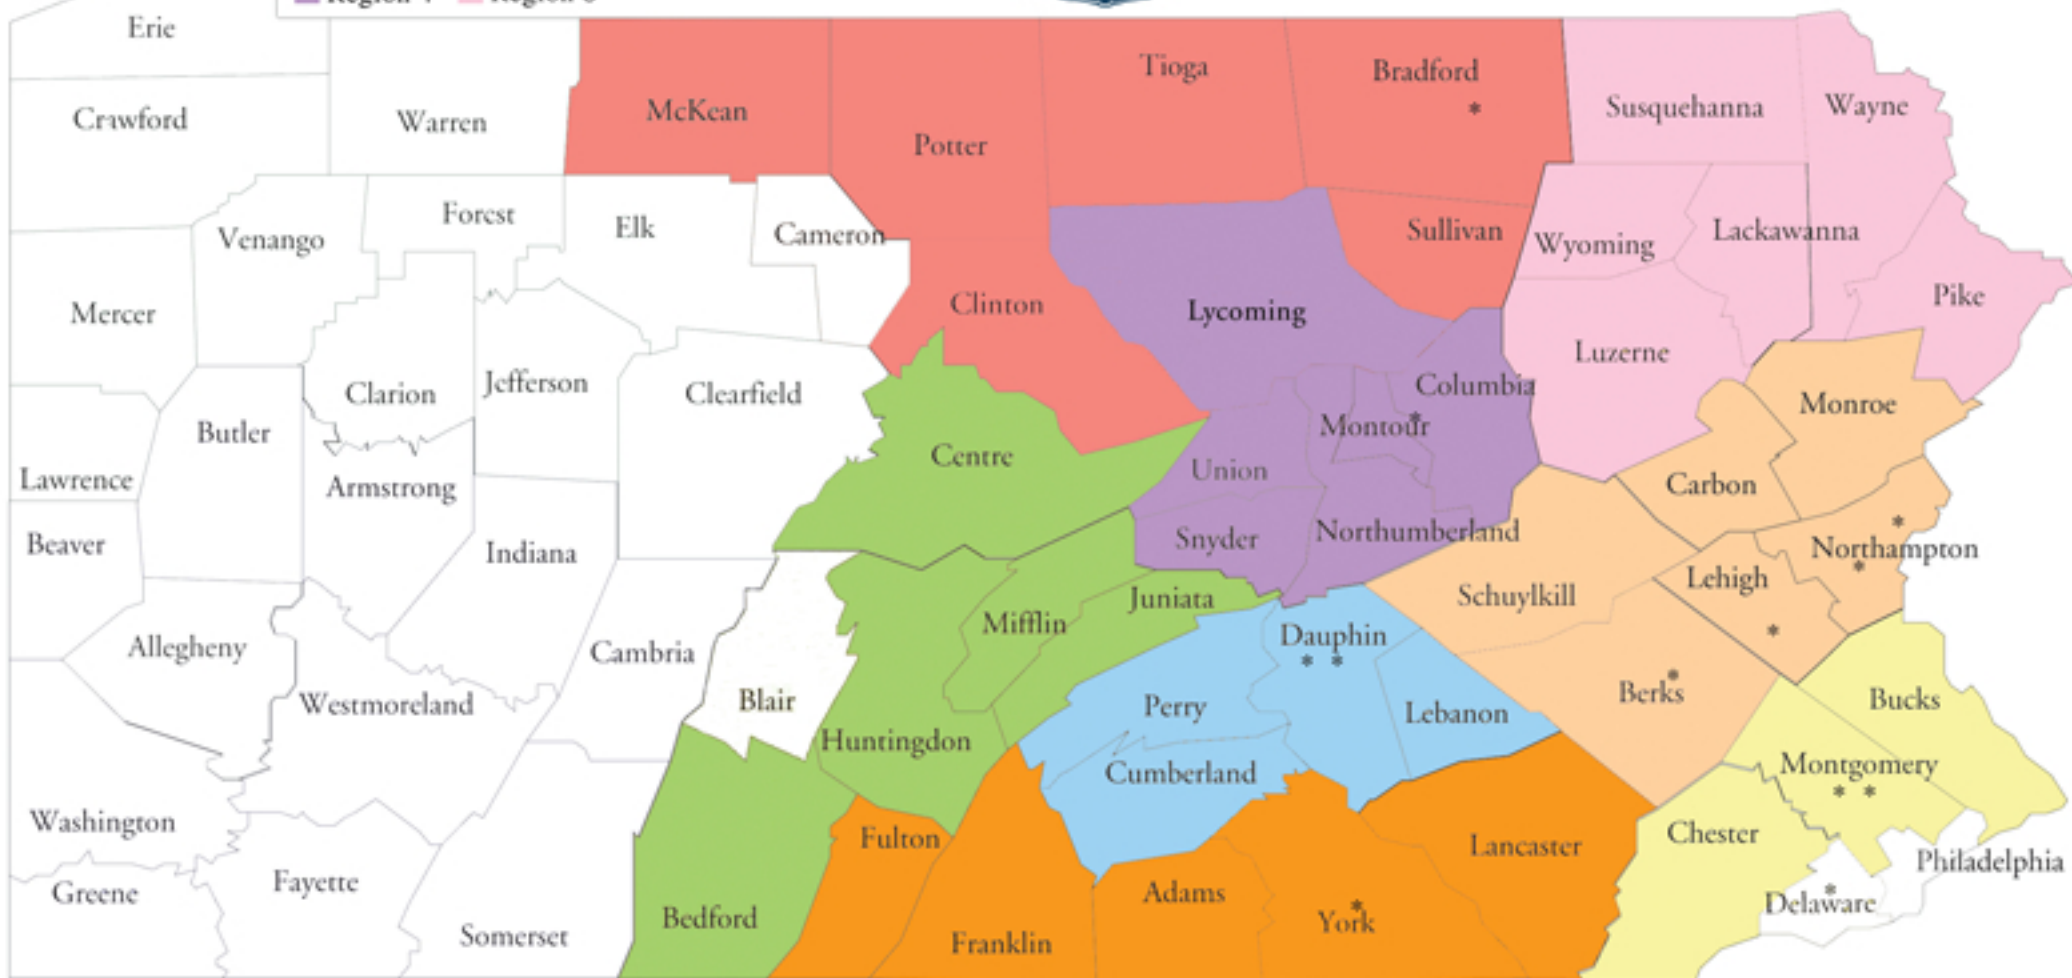 Erie
Crawford
Warren
McKean
Potter
Tioga
Bradford
*
Susquehanna
Wayne
Venango
Forest
Elk
Cameron
Sullivan
Wyoming
Lackawanna
Mercer
Clinton
Lycoming
Pike
Luzerne
Clarion
Jefferson
Clearfield
Columbia
Monroe
Butler
Montour
*
Lawrence
Armstrong
Centre
Union
Carbon
Beaver
Indiana
Snyder
Northumberland
*
Northampton
*
Allegheny
Cambria
Mifflin
Juniata
Schuylkill
Lehigh
*
Dauphin
* *
Westmoreland
Blair
Perry
Lebanon
*
Berks
Bucks
Huntingdon
Cumberland
Montgomery
* *
Washington
Fulton
Lancaster
Chester
Philadelphia
Greene
Fayette
Bedford
Adams
*
York
*
Delaware
Somerset
Franklin